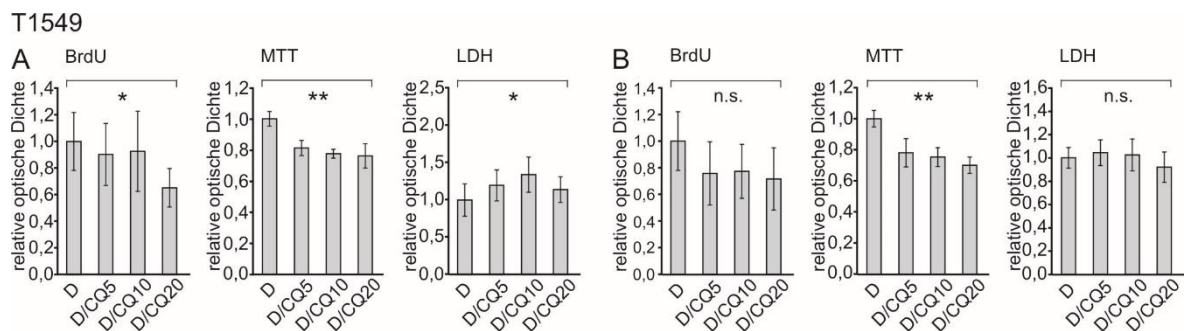 T1549
A
BrdU
relative optische Dichte
1,4
1,2
1,0
0,8
0,6
0,4
0,2
0,0
*
D
D/CQ5
D/CQ10
D/CQ20
MTT
relative optische Dichte
1,2
1,0
0,8
0,6
0,4
0,2
0,0
**
D
D/CQ5
D/CQ10
D/CQ20
LDH
relative optische Dichte
2,5
2,0
1,5
1,0
0,5
0,0
*
D
D/CQ5
D/CQ10
D/CQ20
B
BrdU
relative optische Dichte
1,4
1,2
1,0
0,8
0,6
0,4
0,2
0,0
n.s.
D
D/CQ5
D/CQ10
D/CQ20
MTT
relative optische Dichte
1,2
1,0
0,8
0,6
0,4
0,2
0,0
**
D
D/CQ5
D/CQ10
D/CQ20
LDH
relative optische Dichte
1,6
1,4
1,2
1,0
0,8
0,6
0,4
0,2
0,0
n.s.
D
D/CQ5
D/CQ10
D/CQ20